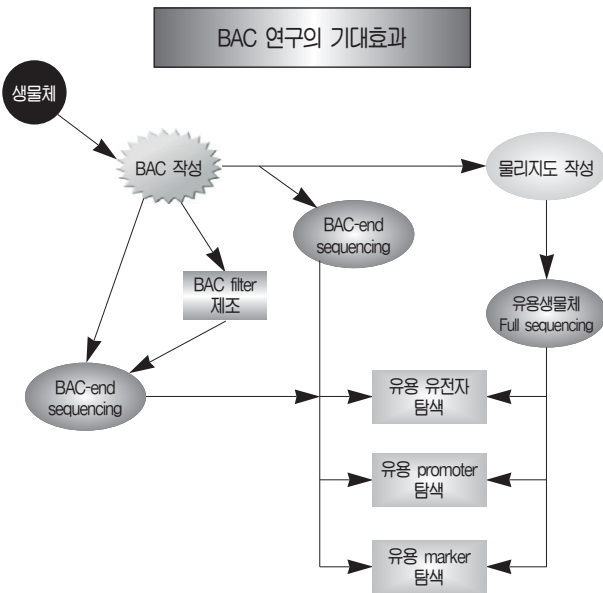 BAC 연구의 기대효과
생물체
BAC 작성
물리지도 작성
BAC-end
sequencing
BAC filter
제조
유용생물체
Full sequencing
BAC-end
sequencing
유용 유전자
탐색
유용 promoter
탐색
유용 marker
탐색